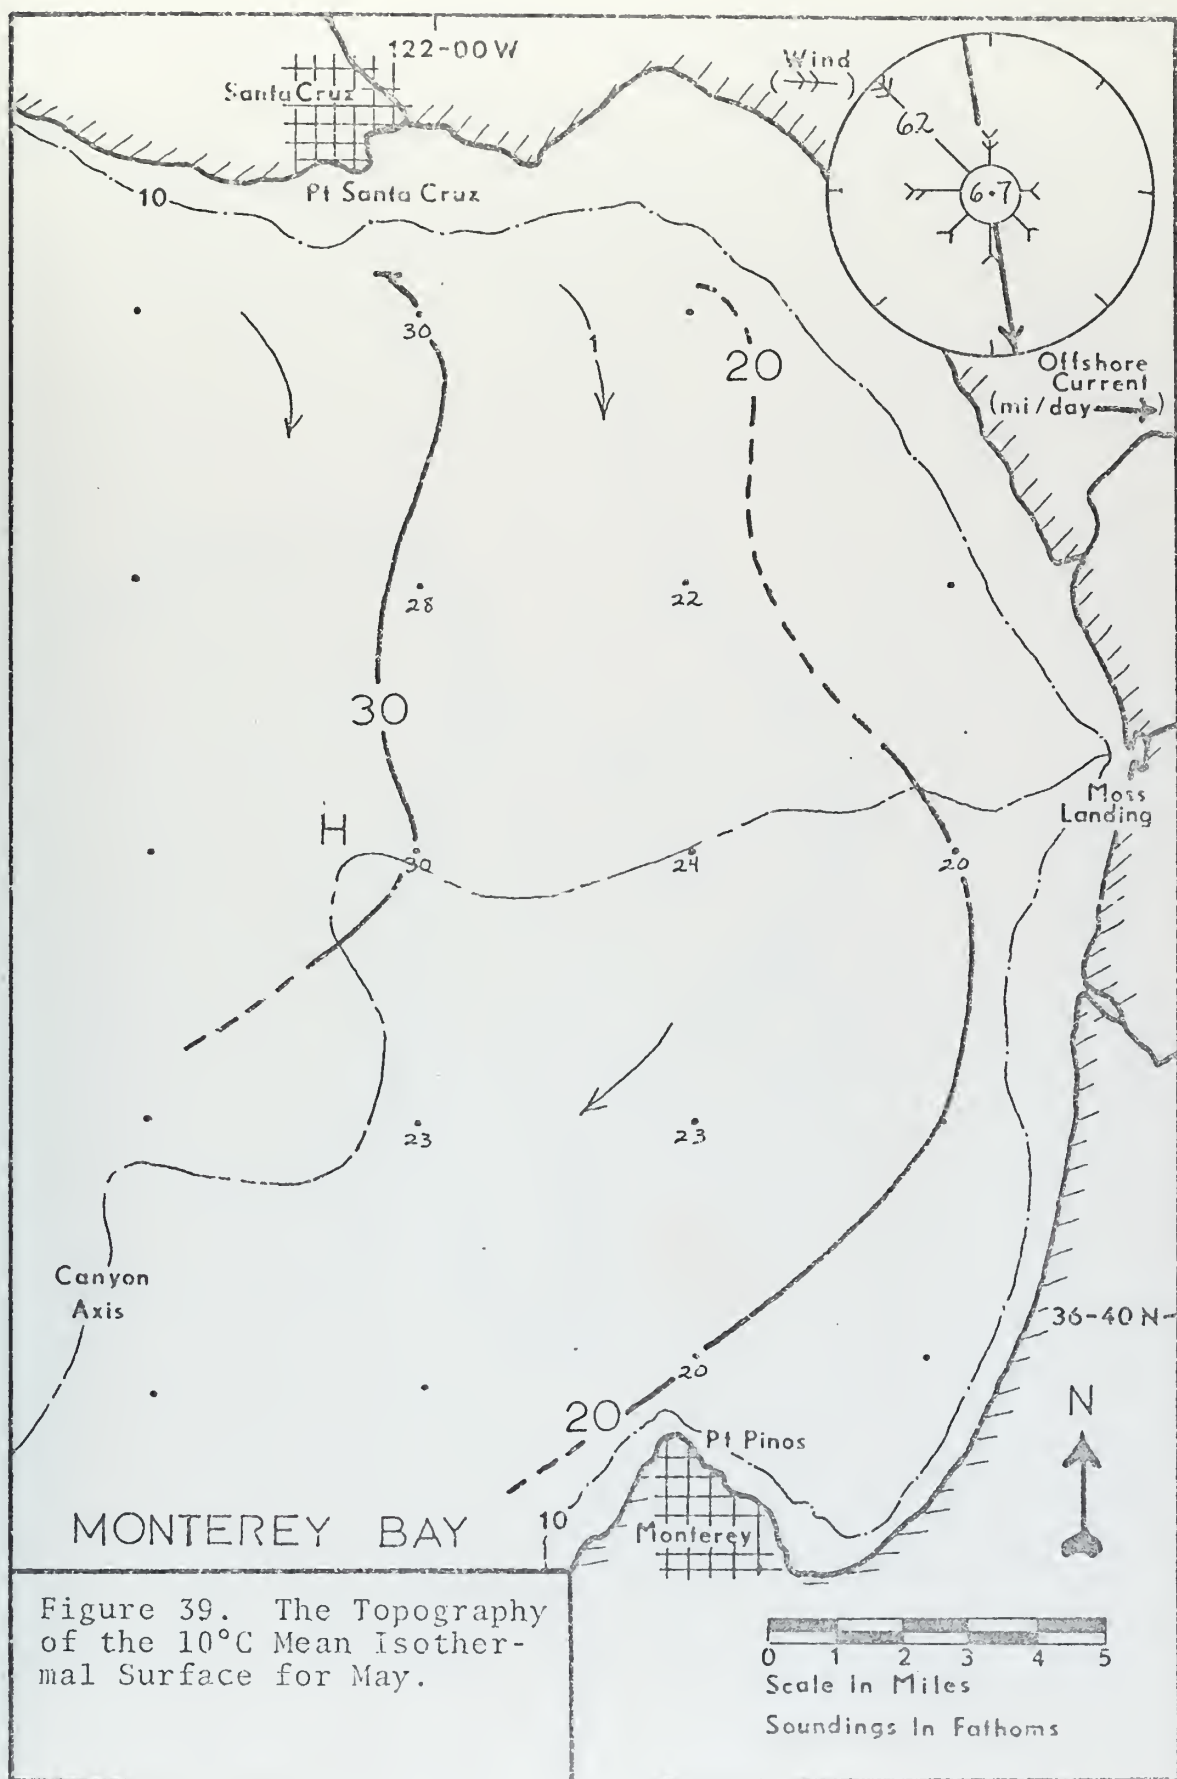 122-00 W
Wind
Santa Cruz
(
)
62
6.7
10
Pt Santa Cruz
30
1
20
Offshore
Current
(mi/day
)
28
22
30
Moss
Landing
H
30
24
20
23
23
Canyon
Axis
36-40 N
20
N
20
Pt Pinos
10
Monterey
MONTEREY BAY
Figure 39. The Topography
of the 10°C Mean Isother-
mal Surface for May.
0 1 2 3 4 5
Scale In Miles
Soundings In Fathoms